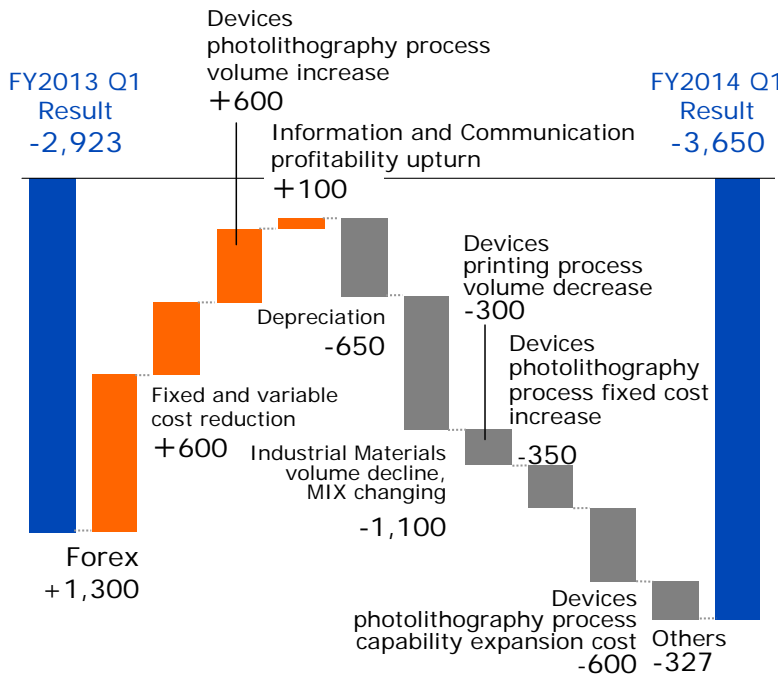 Devices
photolithography process
volume increase
+600
FY2013 Q1
Result
-2,923
FY2014 Q1
Result
-3,650
Information and Communication
profitability upturn
+100
Devices
printing process
volume decrease
-300
Depreciation
-650
Devices
photolithography
process fixed cost
increase
-350
Fixed and variable
cost reduction
+600
Industrial Materials
volume decline,
MIX changing
-1,100
Forex
+1,300
Devices
photolithography process
capability expansion cost
-600
Others
-327